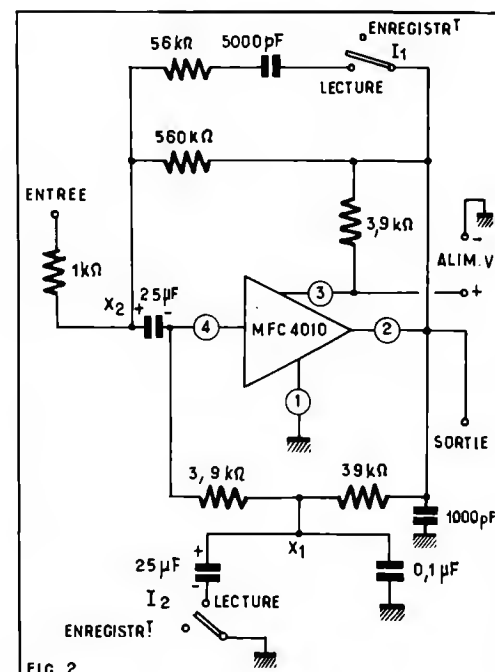 ENREGISTRᵀ
56kΩ
5000pF
I1
LECTURE
560kΩ
ENTREE
3,9kΩ
1kΩ
-
ALIM. V
+
X2
+
25µF
-
4
3
MFC4010
2
1
SORTIE
3,9kΩ
39kΩ
1000pF
X1
25µF
+
-
0,1µF
I2
LECTURE
ENREGISTRᵀ
FIG. 2